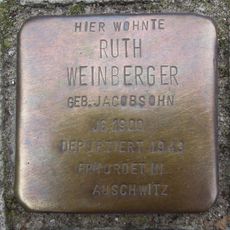 HIER WOHNTE
RUTH
WEINBERGER
GEB. JACOBSOHN
JG. 1900
DEPORTIERT 1943
ERMORDET IN
AUSCHWITZ